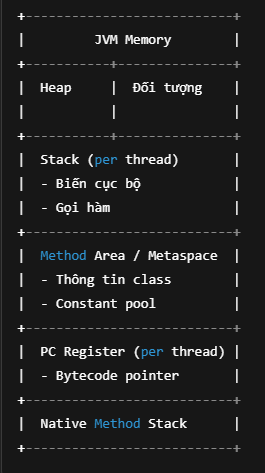 +---------------------------+
|         JVM Memory        |
+-----------+---------------+
|  Heap     |  Đối tượng    |
|           |               |
+-----------+---------------+
|  Stack (per thread)       |
|  - Biến cục bộ            |
|  - Gọi hàm                |
+---------------------------+
|  Method Area / Metaspace  |
|  - Thông tin class        |
|  - Constant pool          |
+---------------------------+
|  PC Register (per thread) |
|  - Bytecode pointer       |
+---------------------------+
|  Native Method Stack      |
+---------------------------+